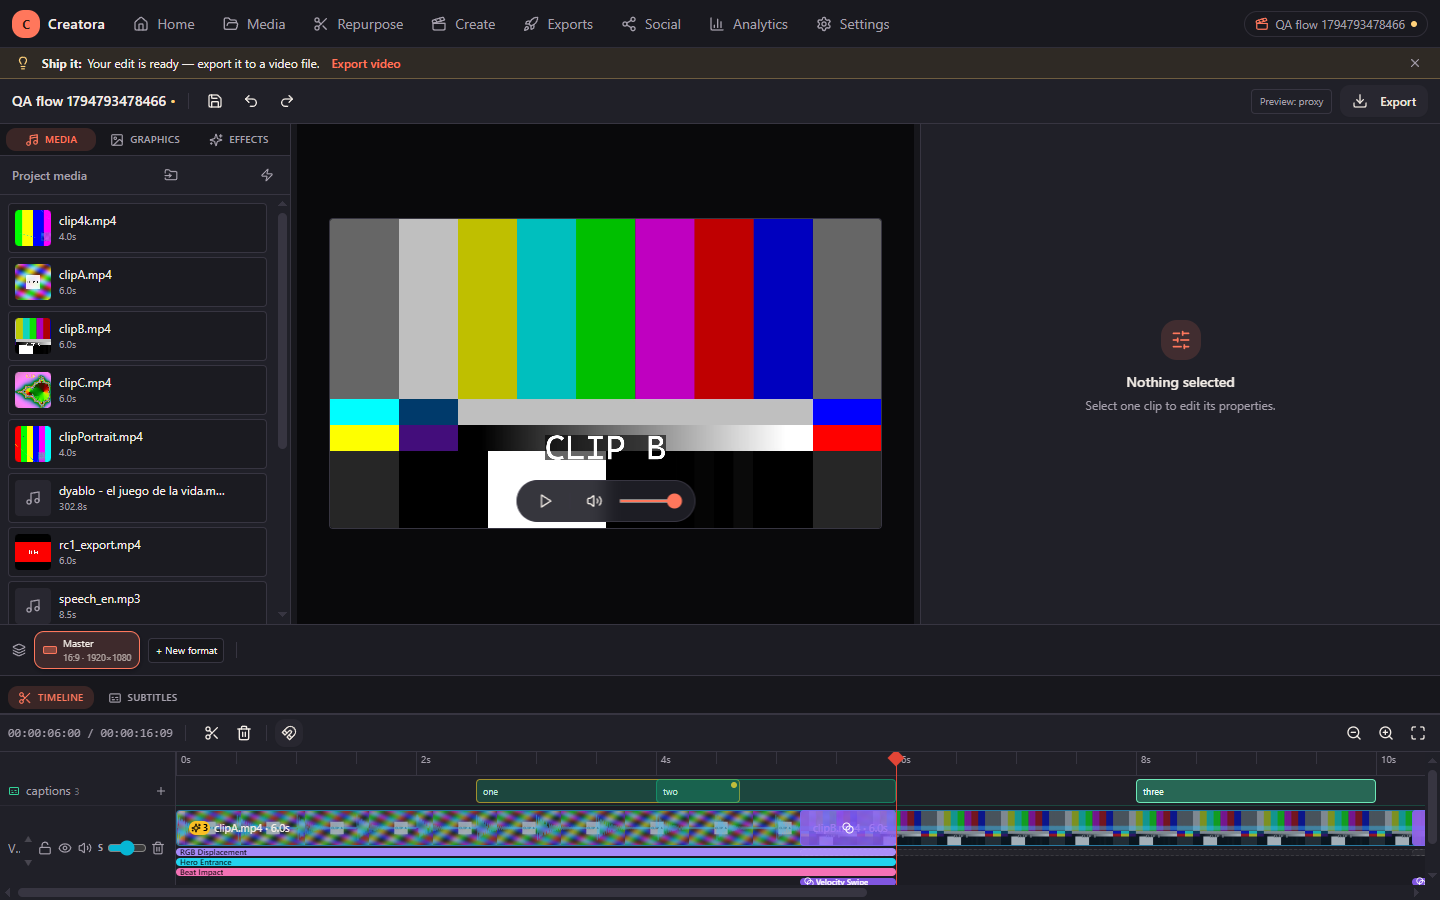 C Creatora Home Media Repurpose Create Exports Social Analytics Settings QA flow 1794793478466
Ship it: Your edit is ready — export it to a video file. Export video
QA flow 1794793478466 •
Preview: proxy Export
MEDIA GRAPHICS EFFECTS
Project media
clip4k.mp4
4.0s
clipA.mp4
6.0s
clipB.mp4
6.0s
clipC.mp4
6.0s
clipPortrait.mp4
4.0s
dyablo - el juego de la vida.m...
302.8s
rc1_export.mp4
6.0s
speech_en.mp3
8.5s
CLIP B
Nothing selected
Select one clip to edit its properties.
Master
16:9 · 1920×1080
+ New format
TIMELINE SUBTITLES
00:00:06:00 / 00:00:16:09
0s 2s 4s 6s 8s 10s
captions 3
one two three
3 clipA.mp4 · 6.0s
clipB.mp4 · 6.0s
V.. S
RGB Displacement
Hero Entrance
Beat Impact
Velocity Swipe